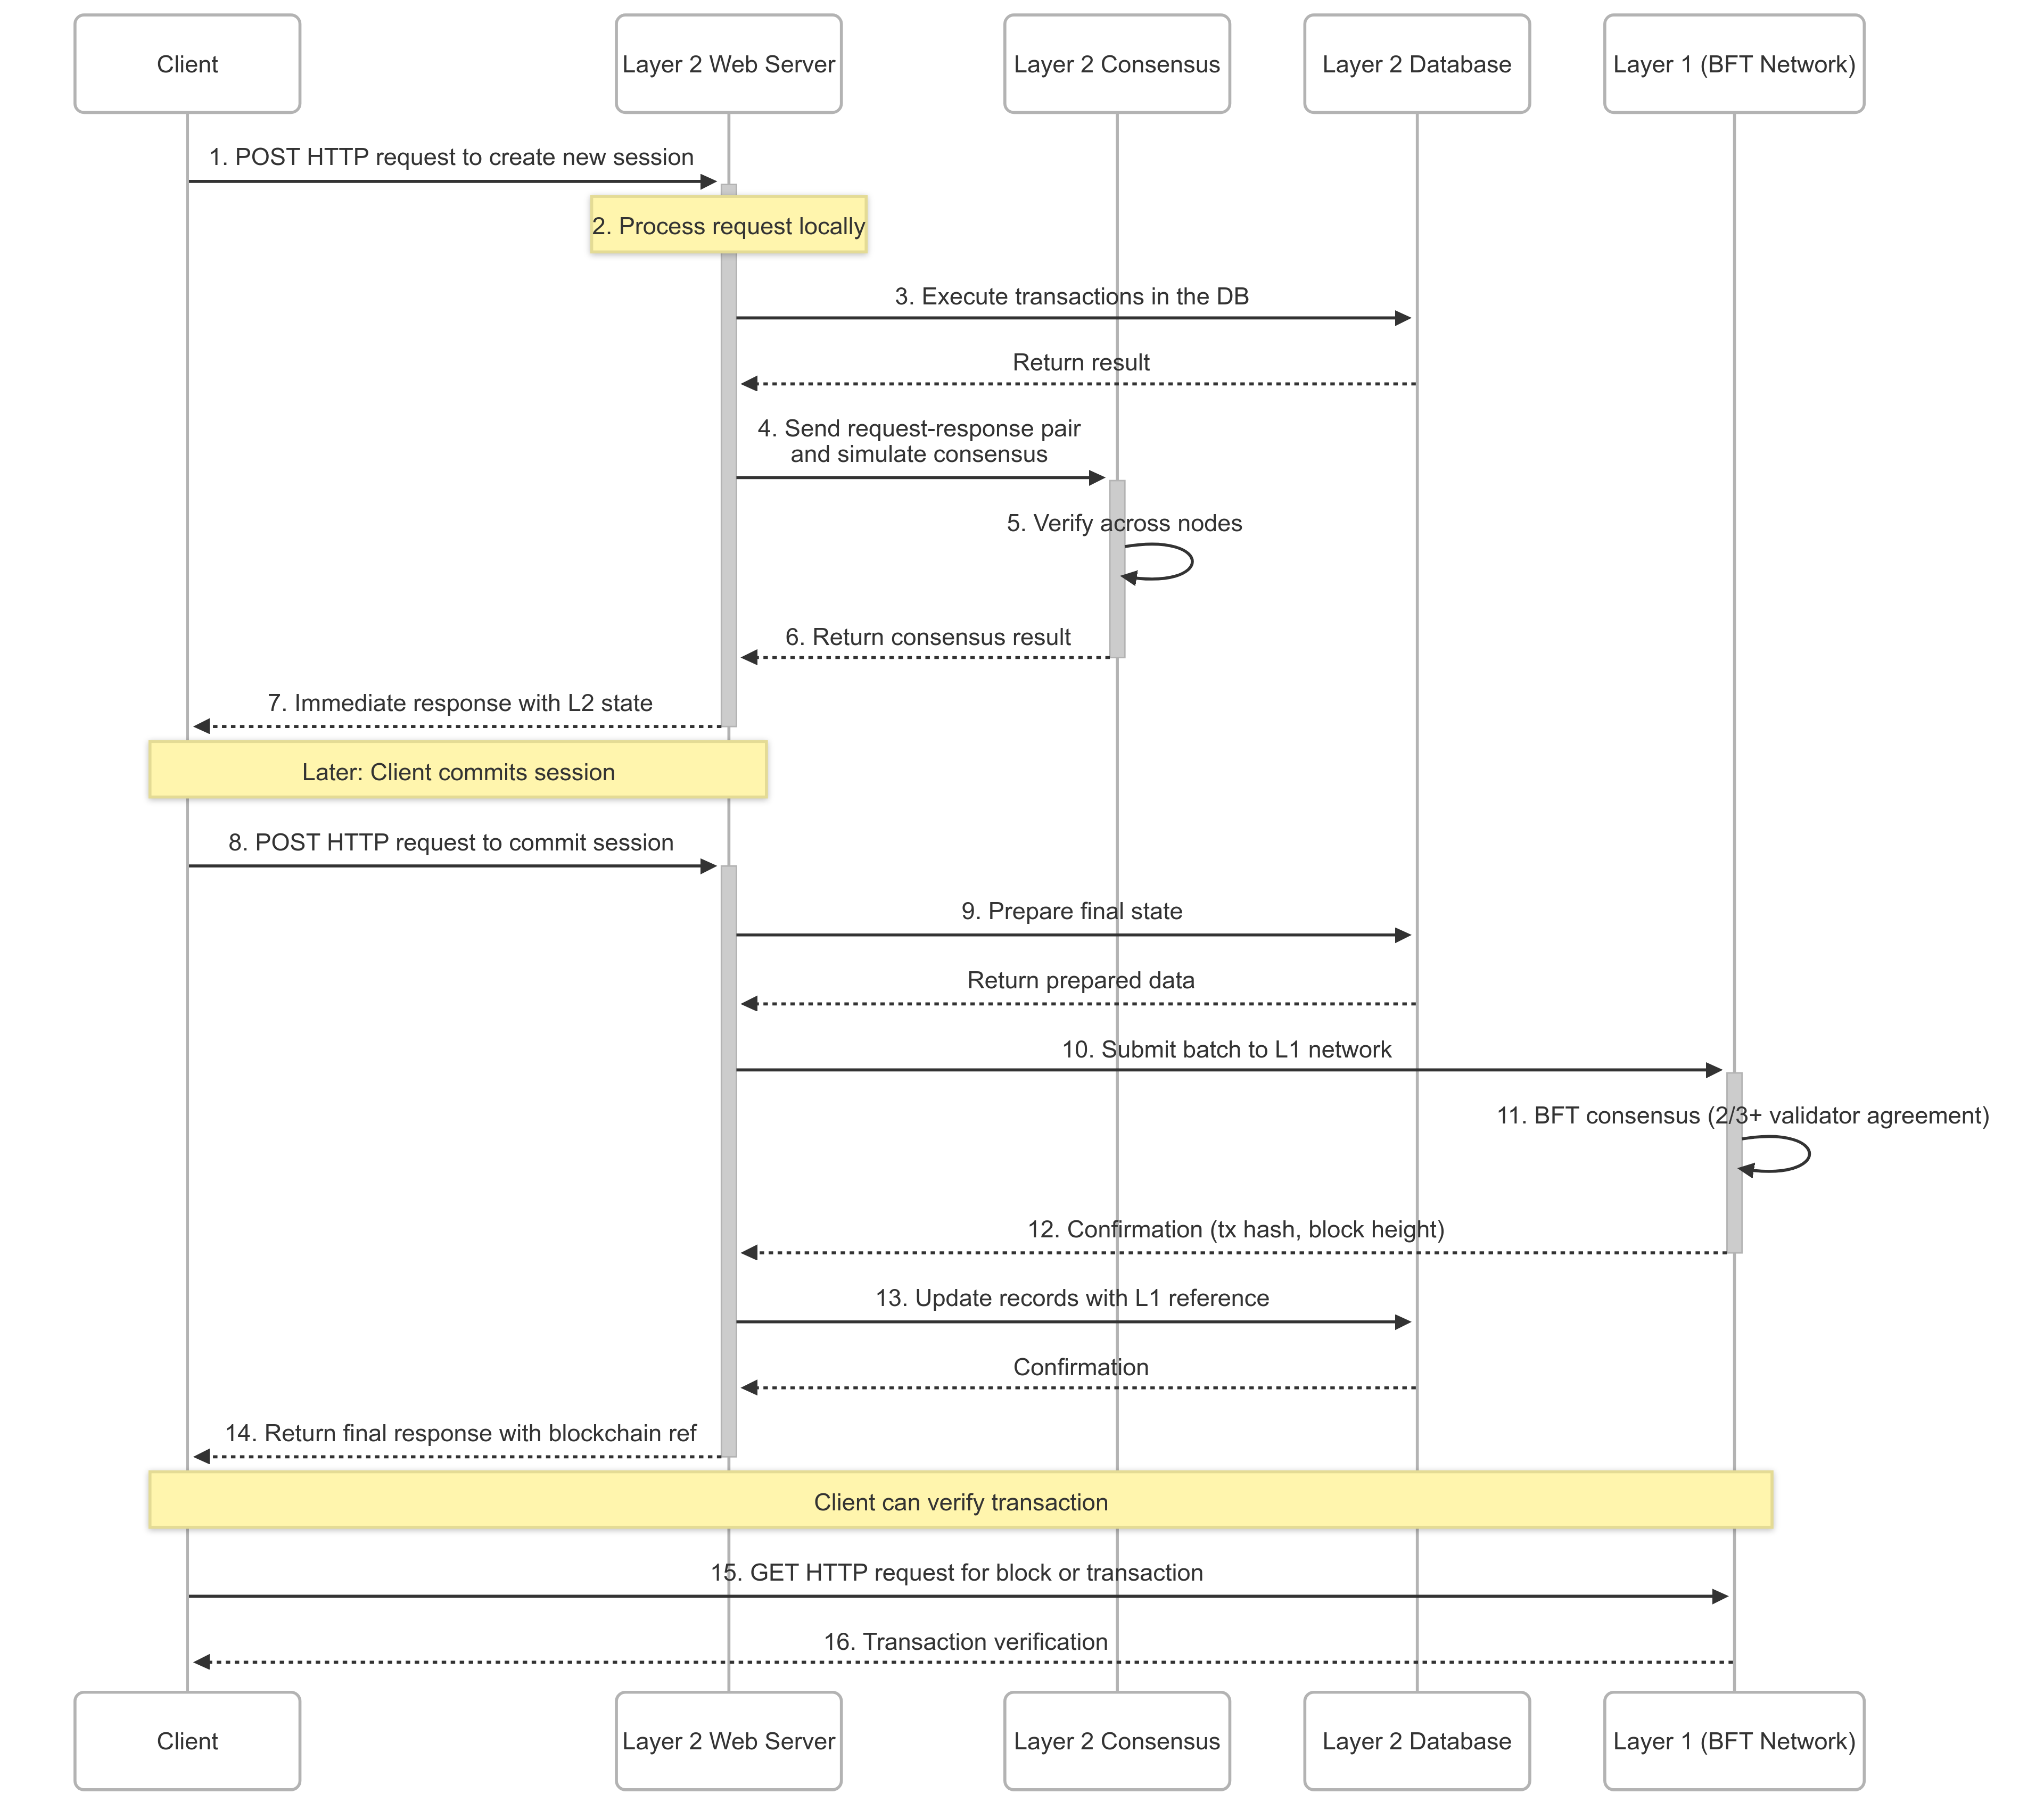 Client
Layer 2 Web Server
Layer 2 Consensus
Layer 2 Database
Layer 1 (BFT Network)
1. POST HTTP request to create new session
2. Process request locally
3. Execute transactions in the DB
Return result
4. Send request-response pair
and simulate consensus
5. Verify across nodes
6. Return consensus result
7. Immediate response with L2 state
Later: Client commits session
8. POST HTTP request to commit session
9. Prepare final state
Return prepared data
10. Submit batch to L1 network
11. BFT consensus (2/3+ validator agreement)
12. Confirmation (tx hash, block height)
13. Update records with L1 reference
Confirmation
14. Return final response with blockchain ref
Client can verify transaction
15. GET HTTP request for block or transaction
16. Transaction verification
Client
Layer 2 Web Server
Layer 2 Consensus
Layer 2 Database
Layer 1 (BFT Network)